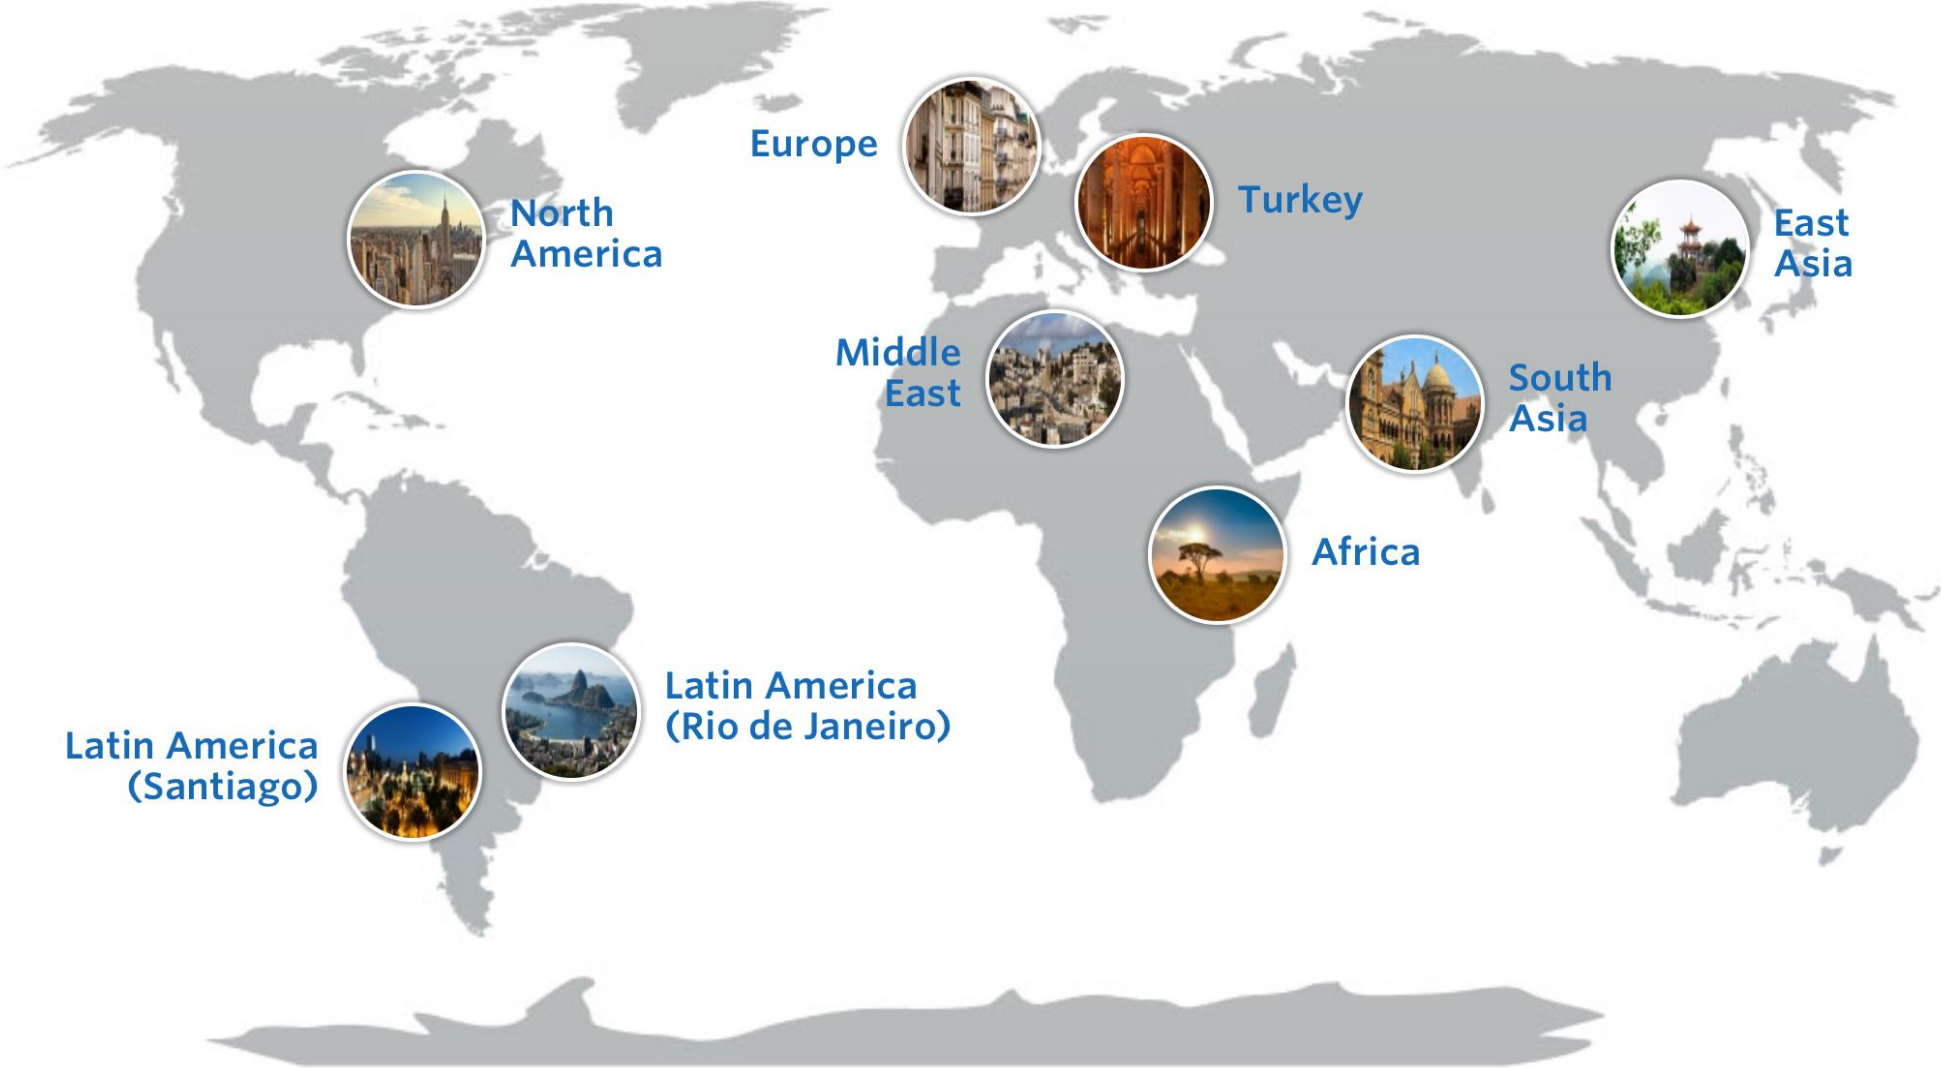 Europe
Turkey
North
America
East
Asia
Middle
East
South
Asia
Africa
Latin America
(Rio de Janeiro)
Latin America
(Santiago)